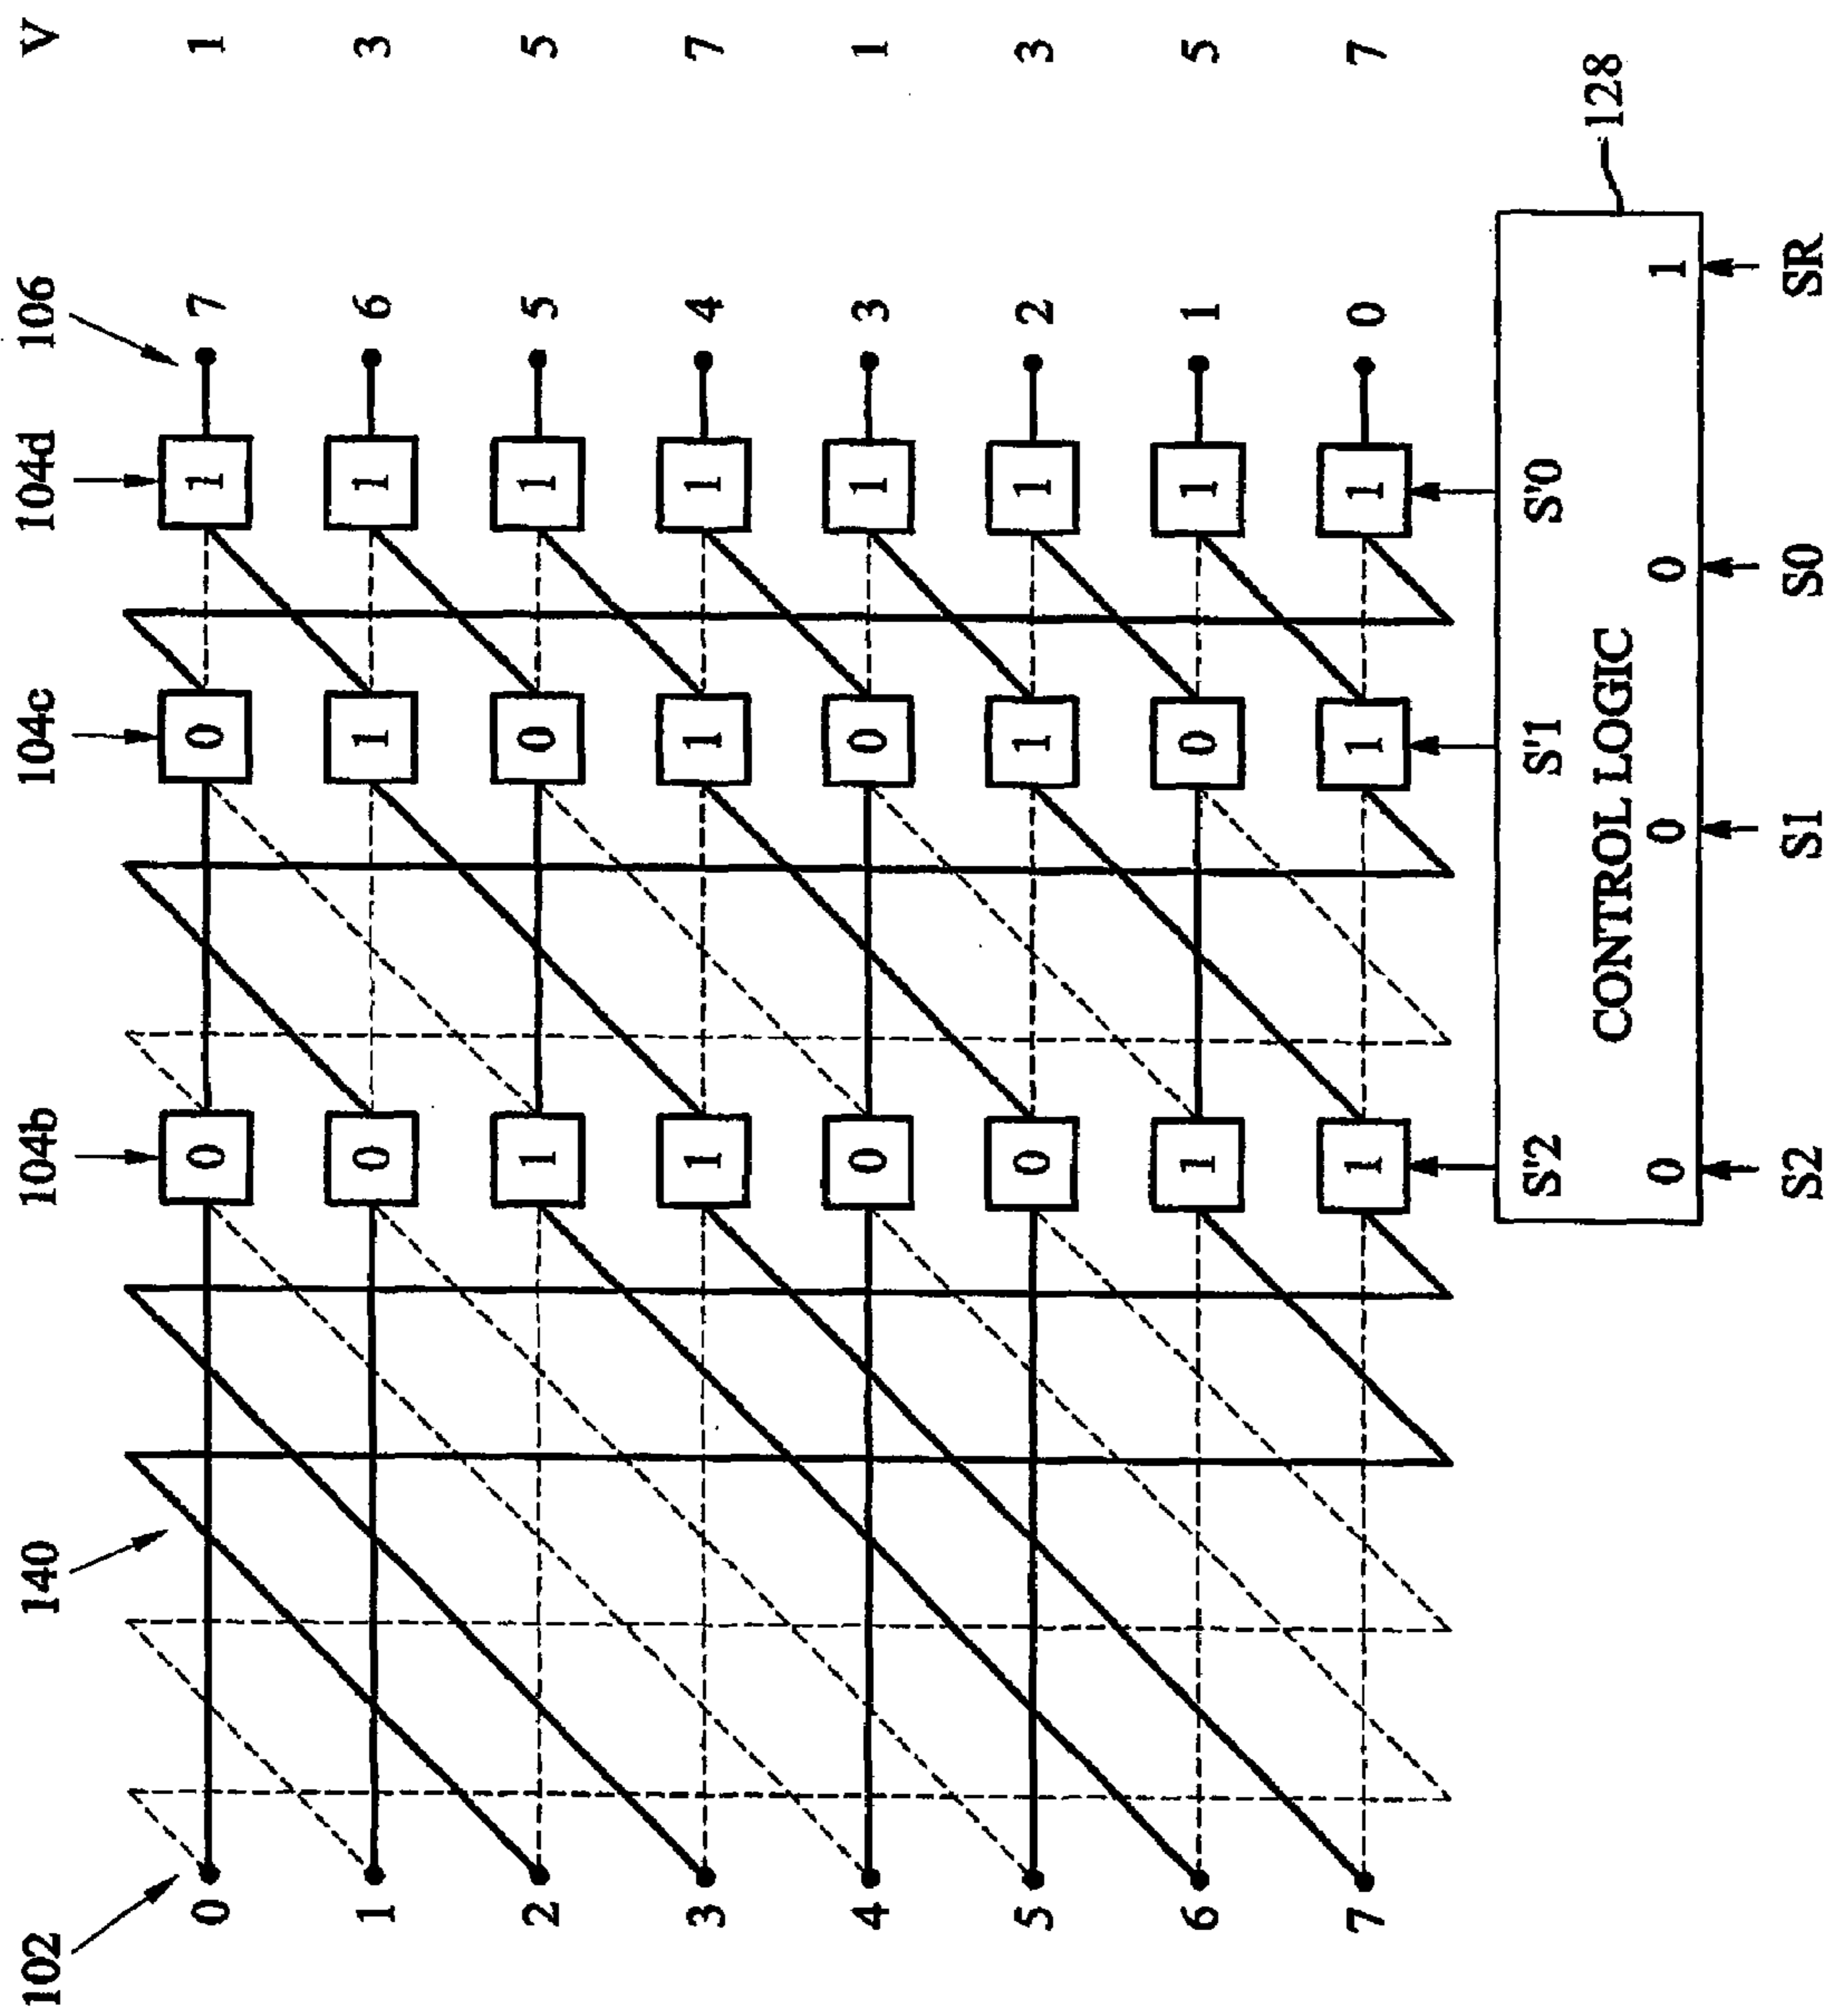 102 140 104b 104c 104d 106 V
0 0 0 1 7 1
1 0 1 1 6 3
2 1 0 1 5 5
3 1 1 1 4 7
4 0 0 1 3 1
5 0 1 1 2 3
6 1 0 1 1 5
7 1 1 1 0 7
S'2 S'1 S'0
CONTROL LOGIC 128
0 0 0 1
S2 S1 S0 SR